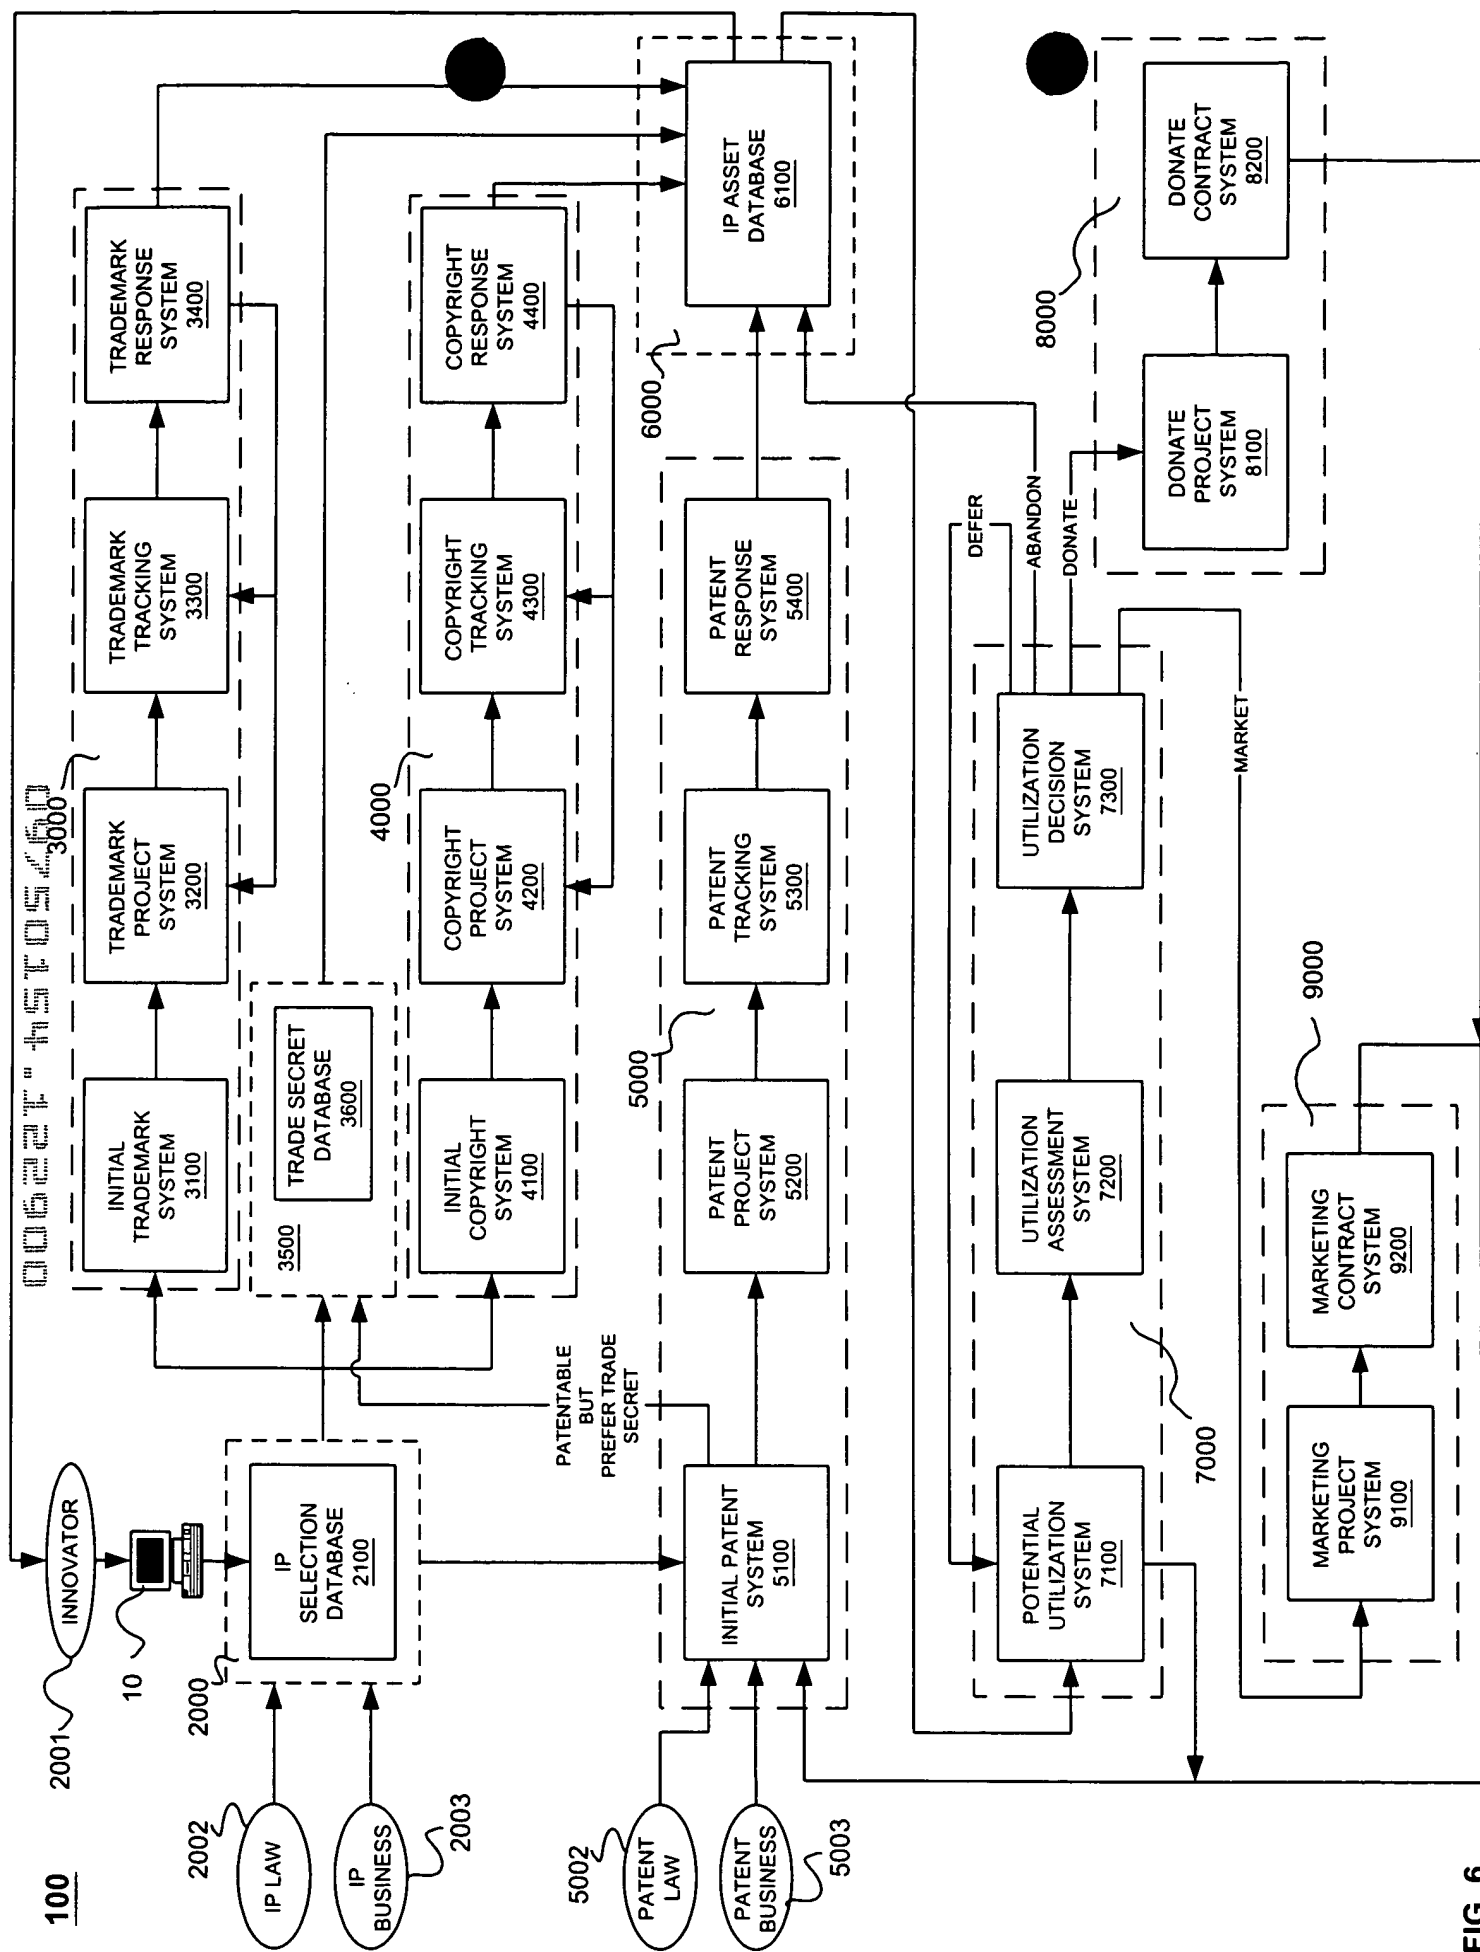 100
2001
INNOVATOR
10
2002
IP LAW
IP
BUSINESS
2003
2000
IP
SELECTION
DATABASE
2100
3000
INITIAL
TRADEMARK
SYSTEM
3100
TRADEMARK
PROJECT
SYSTEM
3200
TRADEMARK
TRACKING
SYSTEM
3300
TRADEMARK
RESPONSE
SYSTEM
3400
3500
TRADE SECRET
DATABASE
3600
4000
INITIAL
COPYRIGHT
SYSTEM
4100
COPYRIGHT
PROJECT
SYSTEM
4200
COPYRIGHT
TRACKING
SYSTEM
4300
COPYRIGHT
RESPONSE
SYSTEM
4400
PATENTABLE
BUT
PREFER TRADE
SECRET
5002
PATENT
LAW
PATENT
BUSINESS
5003
5000
INITIAL PATENT
SYSTEM
5100
PATENT
PROJECT
SYSTEM
5200
PATENT
TRACKING
SYSTEM
5300
PATENT
RESPONSE
SYSTEM
5400
6000
IP ASSET
DATABASE
6100
7000
POTENTIAL
UTILIZATION
SYSTEM
7100
UTILIZATION
ASSESSMENT
SYSTEM
7200
UTILIZATION
DECISION
SYSTEM
7300
DEFER
ABANDON
DONATE
MARKET
8000
DONATE
PROJECT
SYSTEM
8100
DONATE
CONTRACT
SYSTEM
8200
9000
MARKETING
PROJECT
SYSTEM
9100
MARKETING
CONTRACT
SYSTEM
9200
FIG. 6